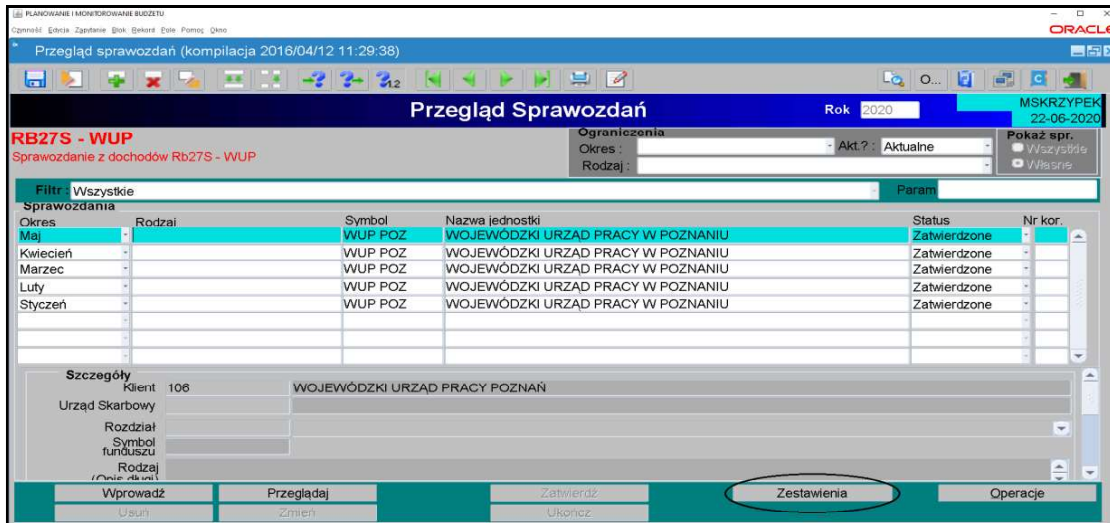 PLANOWANIE I MONITOROWANIE BUDŻETU
Czynność Edycja Zapytanie Blok Rekord Pole Pomoc Okno
ORACLE
Przegląd sprawozdań (kompilacja 2016/04/12 11:29:38)
O...
Przegląd Sprawozdań Rok 2020 MSKRZYPEK
22-06-2020
RB27S - WUP
Sprawozdanie z dochodów Rb27S - WUP
Ograniczenia
Okres : Akt.? : Aktualne
Rodzaj :
Pokaż spr.
Wszystkie
Własne
Filtr : Wszystkie Param
Sprawozdania
Okres Rodzaj Symbol Nazwa jednostki Status Nr kor.
Maj WUP POZ WOJEWÓDZKI URZĄD PRACY W POZNANIU Zatwierdzone
Kwiecień WUP POZ WOJEWÓDZKI URZĄD PRACY W POZNANIU Zatwierdzone
Marzec WUP POZ WOJEWÓDZKI URZĄD PRACY W POZNANIU Zatwierdzone
Luty WUP POZ WOJEWÓDZKI URZĄD PRACY W POZNANIU Zatwierdzone
Styczeń WUP POZ WOJEWÓDZKI URZĄD PRACY W POZNANIU Zatwierdzone
Szczegóły
Klient 106 WOJEWÓDZKI URZĄD PRACY POZNAŃ
Urząd Skarbowy
Rozdział
Symbol
funduszu
Rodzaj
(Opis długi)
Wprowadź Przeglądaj Zatwierdź Zestawienia Operacje
Usuń Zmień Ukończ